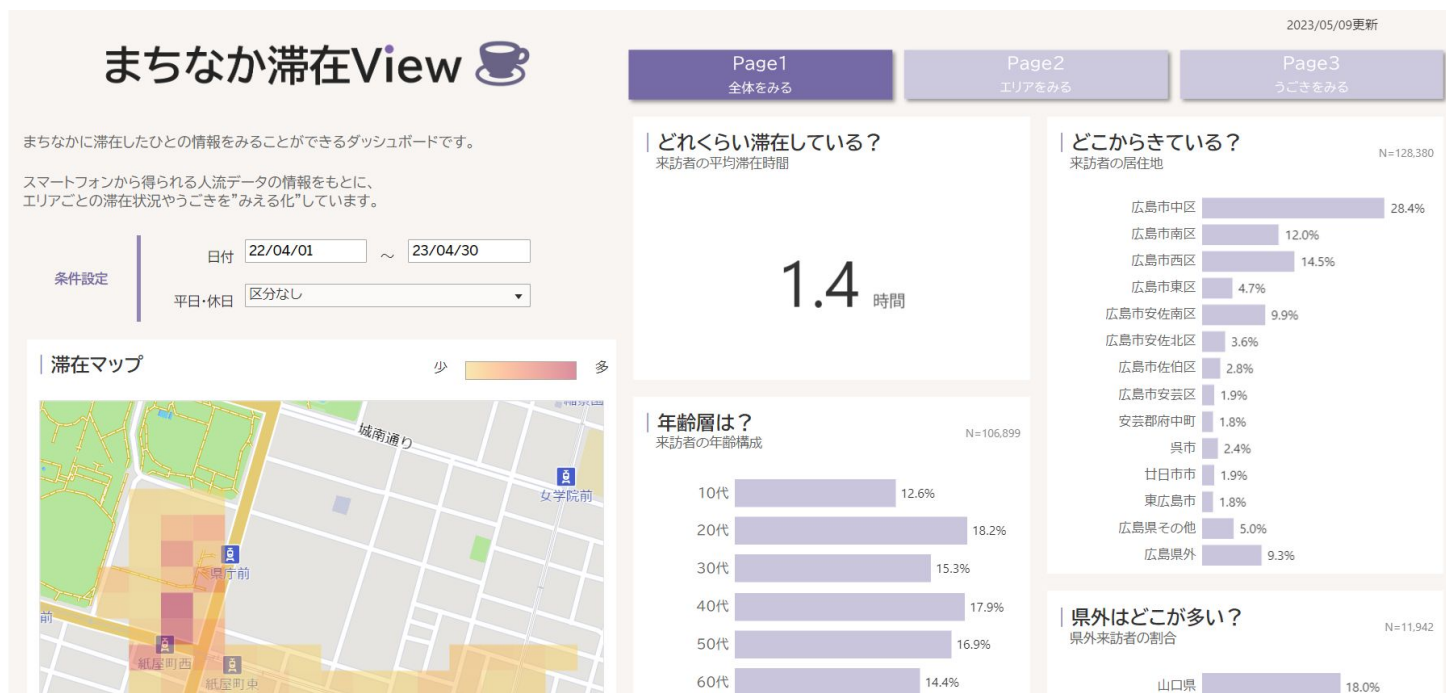 2023/05/09更新
まちなか滞在View
Page1
全体をみる
Page2
エリアをみる
Page3
うごきをみる
まちなかに滞在したひとの情報をみることができるダッシュボードです。
スマートフォンから得られる人流データの情報をもとに、
エリアごとの滞在状況やうごきを”みえる化”しています。
条件設定
日付 22/04/01 ～ 23/04/30
平日・休日 区分なし
滞在マップ
少 多
城南通り
女学院前
県庁前
前
紙屋町西
紙屋町東
どれくらい滞在している？
来訪者の平均滞在時間
1.4 時間
年齢層は？
来訪者の年齢構成
N=106,899
10代 12.6%
20代 18.2%
30代 15.3%
40代 17.9%
50代 16.9%
60代 14.4%
どこからきている？
来訪者の居住地
N=128,380
広島市中区 28.4%
広島市南区 12.0%
広島市西区 14.5%
広島市東区 4.7%
広島市安佐南区 9.9%
広島市安佐北区 3.6%
広島市佐伯区 2.8%
広島市安芸区 1.9%
安芸郡府中町 1.8%
呉市 2.4%
廿日市市 1.9%
東広島市 1.8%
広島県その他 5.0%
広島県外 9.3%
県外はどこが多い？
県外来訪者の割合
N=11,942
山口県 18.0%